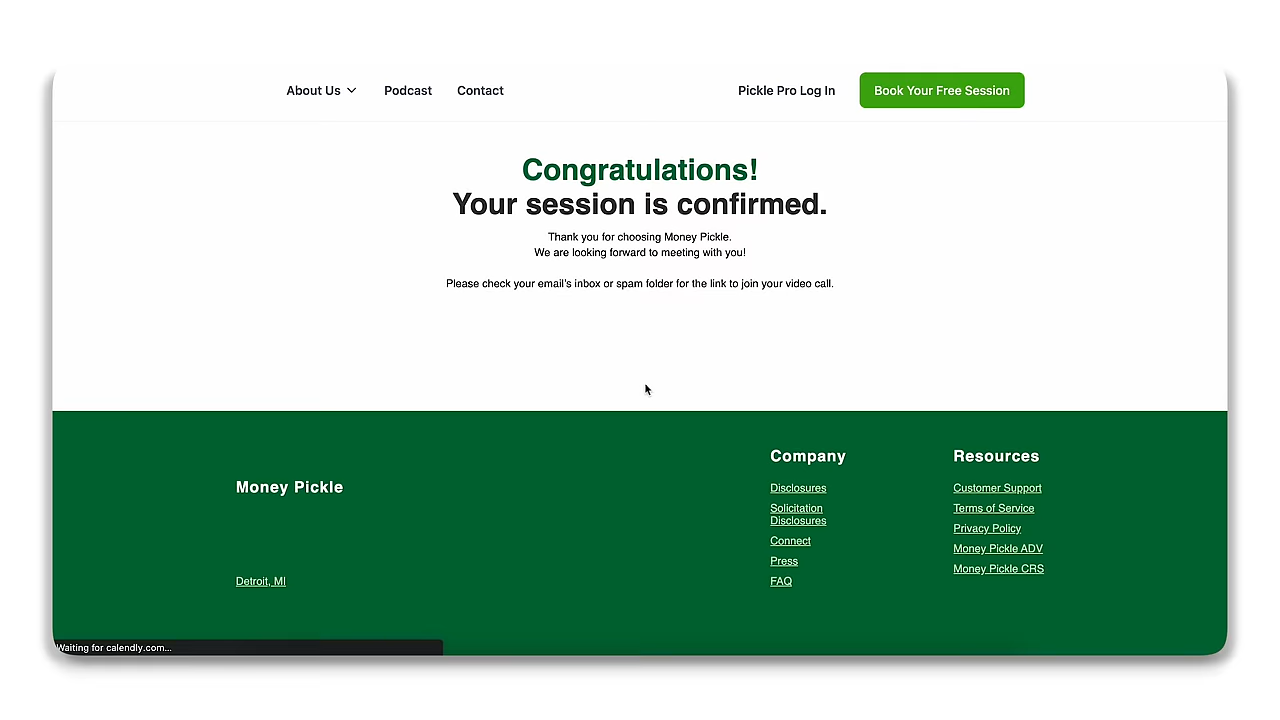 About Us
Podcast
Contact
Pickle Pro Log In
Book Your Free Session
Congratulations!
Your session is confirmed.
Thank you for choosing Money Pickle.
We are looking forward to meeting with you!
Please check your email's inbox or spam folder for the link to join your video call.
Money Pickle
Detroit, MI
Company
Disclosures
Solicitation
Disclosures
Connect
Press
FAQ
Resources
Customer Support
Terms of Service
Privacy Policy
Money Pickle ADV
Money Pickle CRS
Waiting for calendly.com...